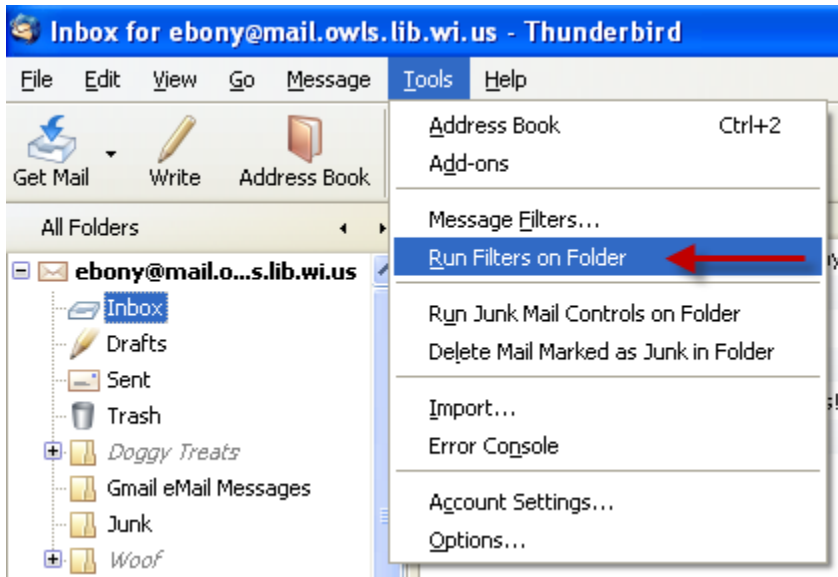 Inbox for ebony@mail.owls.lib.wi.us - Thunderbird
File Edit View Go Message Tools Help
Get Mail Write Address Book
All Folders
ebony@mail.o...s.lib.wi.us
Inbox
Drafts
Sent
Trash
Doggy Treats
Gmail eMail Messages
Junk
Woof
Address Book Ctrl+2
Add-ons
Message Filters...
Run Filters on Folder
Run Junk Mail Controls on Folder
Delete Mail Marked as Junk in Folder
Import...
Error Console
Account Settings...
Options...